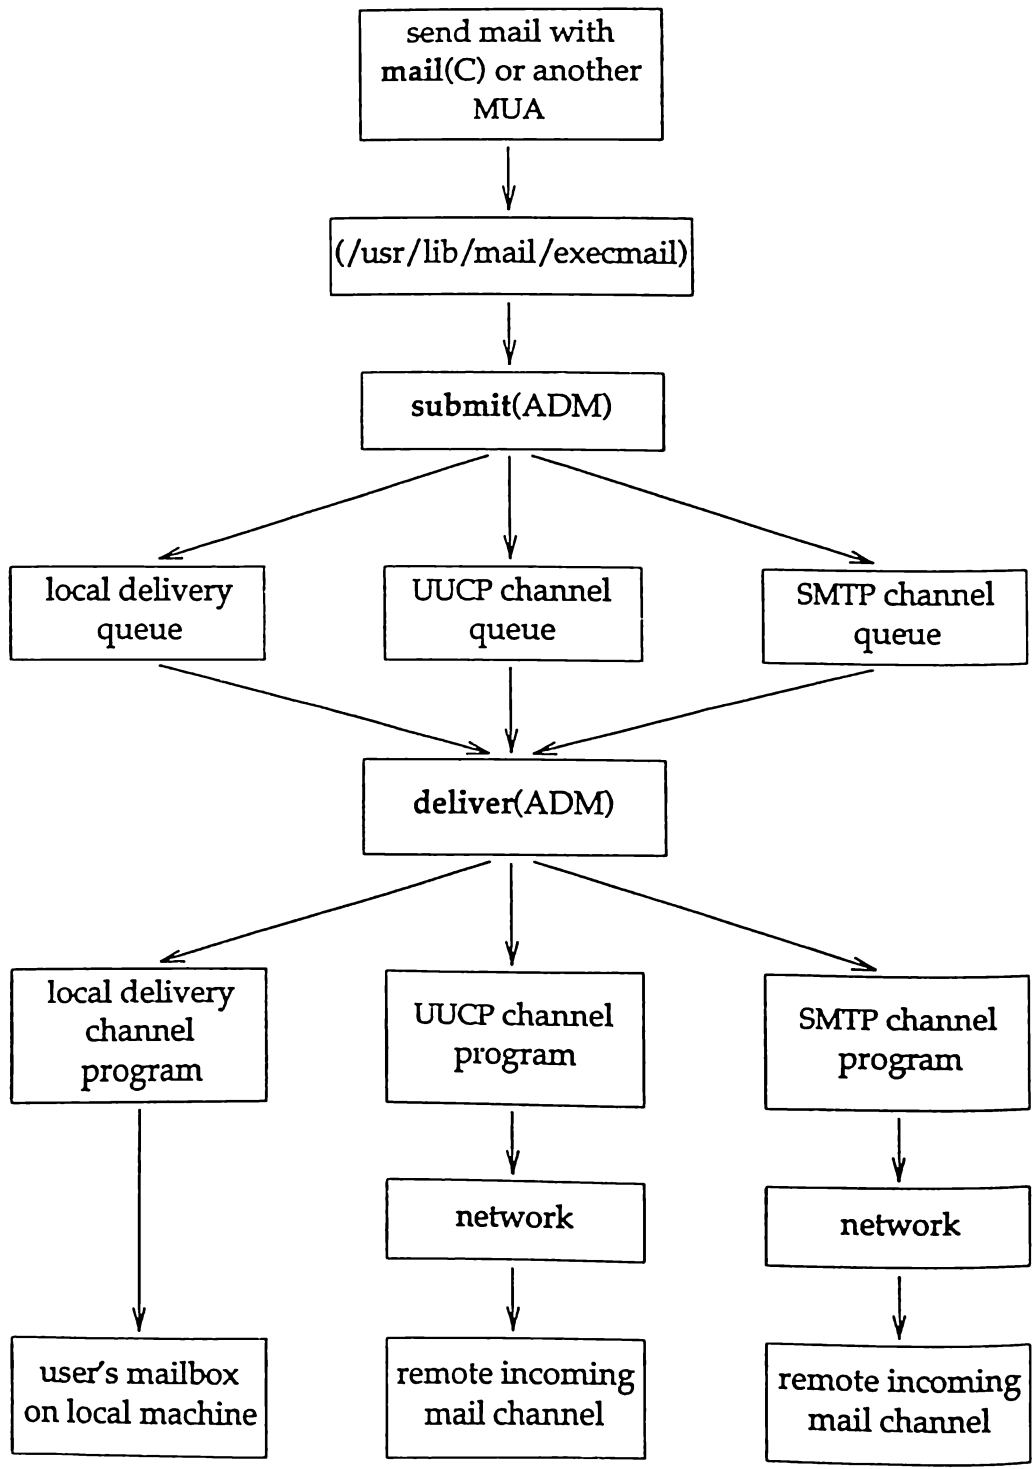 send mail with
mail(C) or another
MUA
(/usr/lib/mail/execmail)
submit(ADM)
local delivery
queue
UUCP channel
queue
SMTP channel
queue
deliver(ADM)
local delivery
channel
program
UUCP channel
program
SMTP channel
program
network
network
user's mailbox
on local machine
remote incoming
mail channel
remote incoming
mail channel